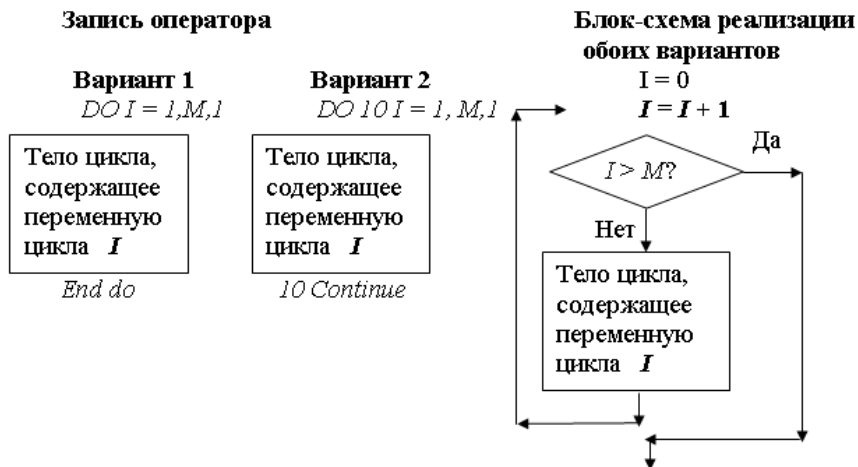 Запись оператора
Вариант 1
DO I = 1,M,1
Тело цикла,
содержащее
переменную
цикла I
End do
Вариант 2
DO 10 I = 1, M,1
Тело цикла,
содержащее
переменную
цикла I
10 Continue
Блок-схема реализации
обоих вариантов
I = 0
I = I + 1
I > M?
Да
Нет
Тело цикла,
содержащее
переменную
цикла I